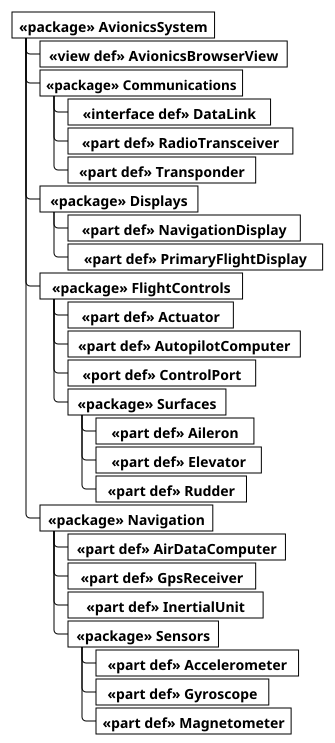 «package» AvionicsSystem
«view def» AvionicsBrowserView
«package» Communications
«interface def» DataLink
«part def» RadioTransceiver
«part def» Transponder
«package» Displays
«part def» NavigationDisplay
«part def» PrimaryFlightDisplay
«package» FlightControls
«part def» Actuator
«part def» AutopilotComputer
«port def» ControlPort
«package» Surfaces
«part def» Aileron
«part def» Elevator
«part def» Rudder
«package» Navigation
«part def» AirDataComputer
«part def» GpsReceiver
«part def» InertialUnit
«package» Sensors
«part def» Accelerometer
«part def» Gyroscope
«part def» Magnetometer